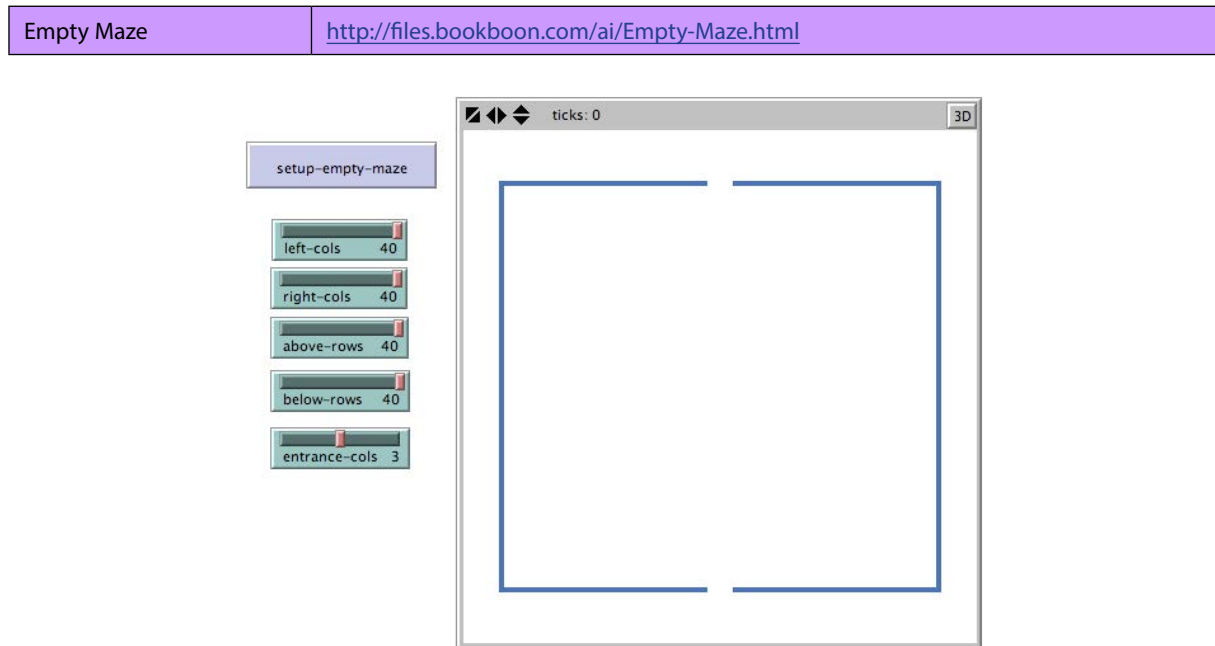 Empty Maze http://files.bookboon.com/ai/Empty-Maze.html
ticks: 0 3D
setup-empty-maze
left-cols 40
right-cols 40
above-rows 40
below-rows 40
entrance-cols 3